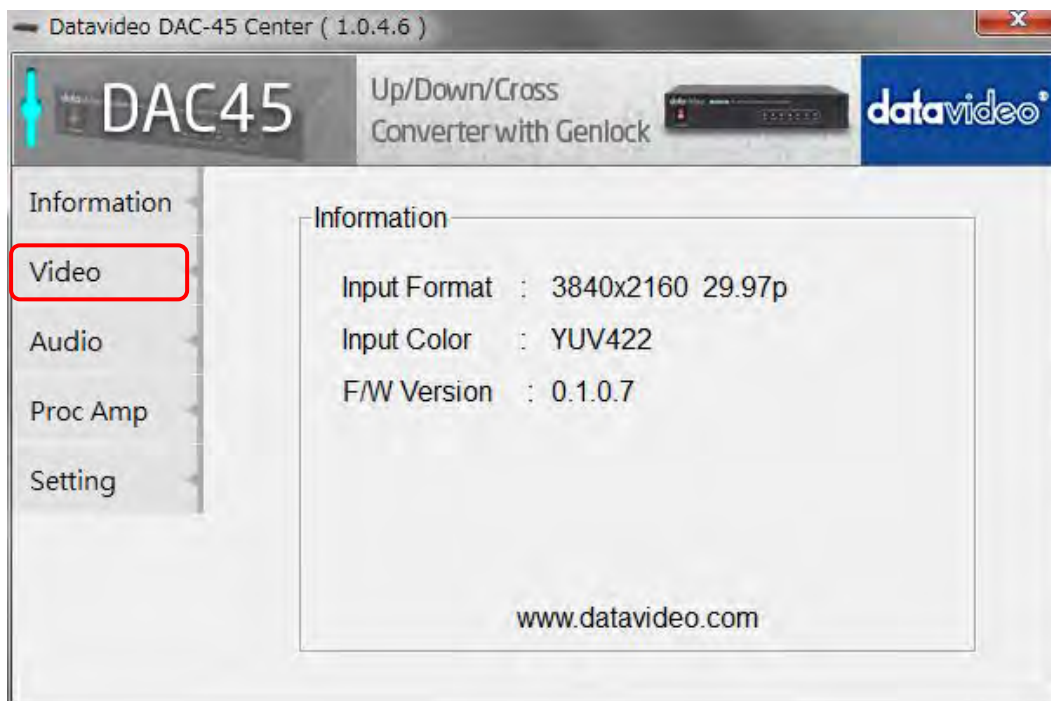 Datavideo DAC-45 Center ( 1.0.4.6 )
x
DAC45
Up/Down/Cross
Converter with Genlock
datavideo®
Information
Video
Audio
Proc Amp
Setting
Information
Input Format : 3840x2160 29.97p
Input Color : YUV422
F/W Version : 0.1.0.7
www.datavideo.com